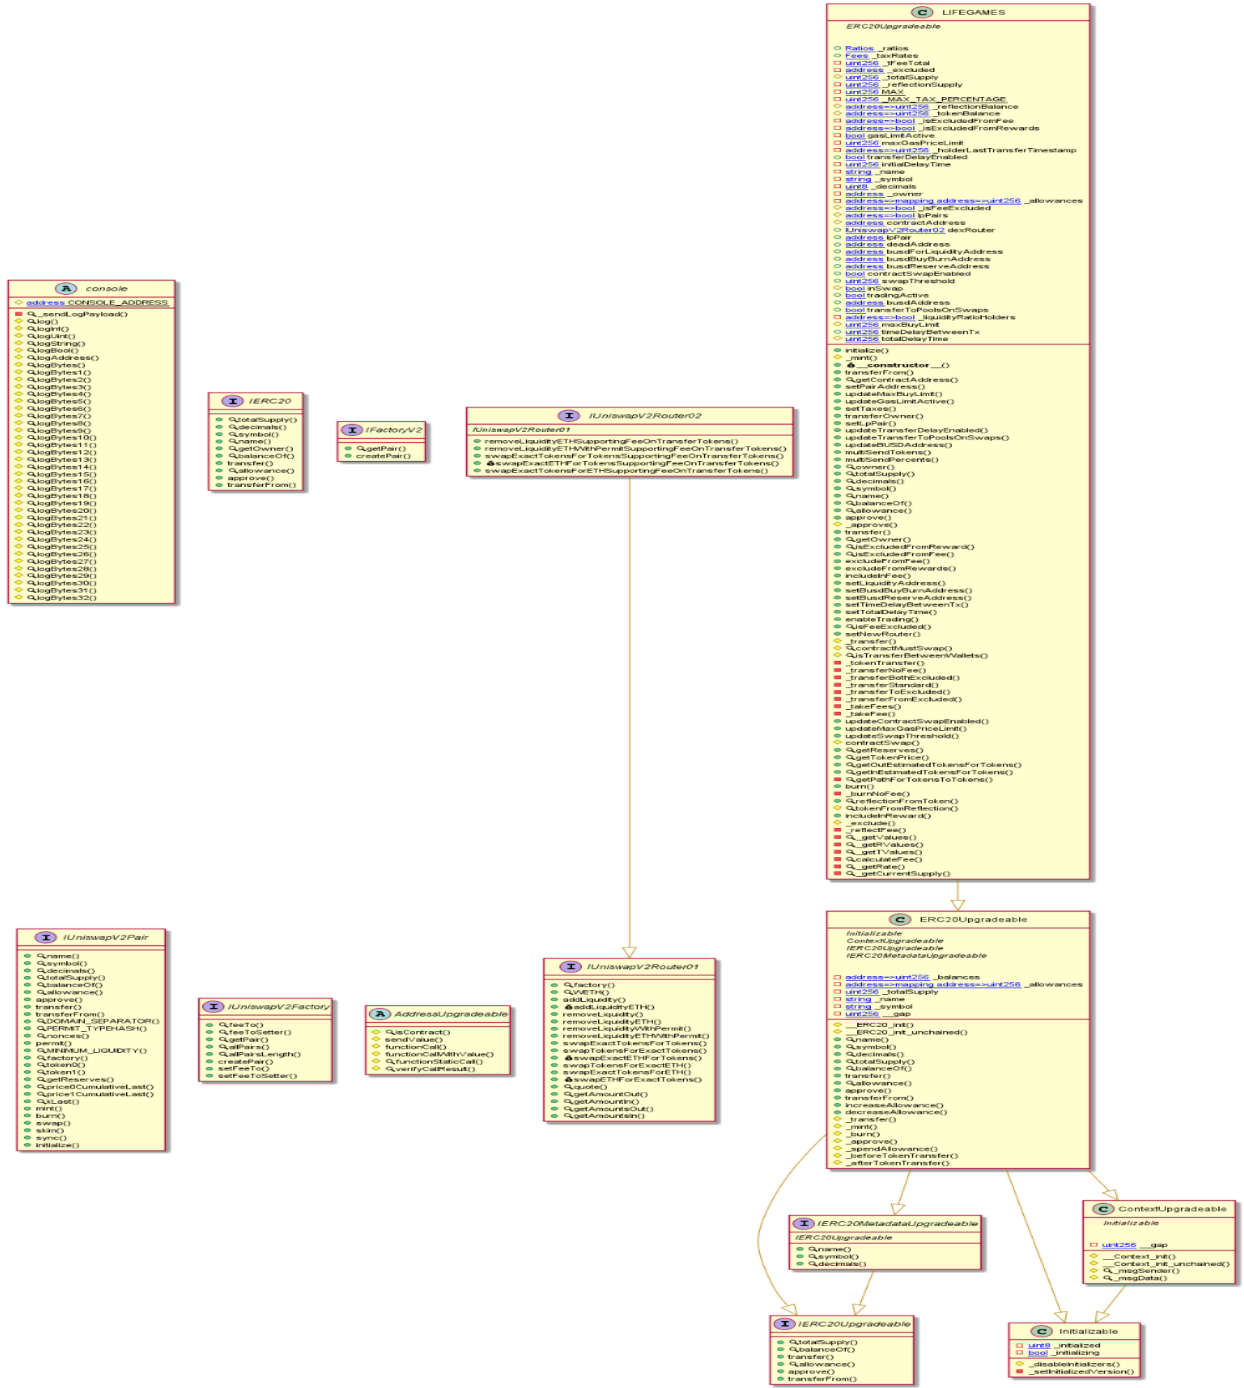 LIFEGAMES
ERC20Upgradeable
Ratios _ratios
Fees _taxRates
uint256 _tFeeTotal
address _excluded
uint256 _totalSupply
uint256 _reflectionSupply
uint256 MAX
uint256 _MAX_TAX_PERCENTAGE
address=>uint256 _reflectionBalance
address=>uint256 _tokenBalance
address=>bool _isExcludedFromFee
address=>bool _isExcludedFromRewards
bool gasLimitActive
uint256 maxGasPriceLimit
address=>uint256 _holderLastTransferTimestamp
bool transferDelayEnabled
uint256 initialDelayTime
string _name
string _symbol
uint8 _decimals
address _owner
address=>mapping address=>uint256 _allowances
address=>bool _isFeeExcluded
address=>bool lpPairs
address contractAddress
IUniswapV2Router02 dexRouter
address lpPair
address deadAddress
address busdForLiquidityAddress
address busdBuyBurnAddress
address busdReserveAddress
bool contractSwapEnabled
uint256 swapThreshold
bool inSwap
bool tradingActive
address busdAddress
bool transferToPoolsOnSwaps
address=>bool _liquidityRatioHolders
uint256 maxBuyLimit
uint256 timeDelayBetweenTx
uint256 totalDelayTime
initialize()
_mint()
__constructor__()
transferFrom()
getContractAddress()
setPairAddress()
updateMaxBuyLimit()
updateGasLimitActive()
setTaxes()
transferOwner()
setLpPair()
updateTransferDelayEnabled()
updateTransferToPoolsOnSwaps()
updateBUSDAddress()
multiSendTokens()
multiSendPercents()
owner()
totalSupply()
decimals()
symbol()
name()
balanceOf()
allowance()
approve()
_approve()
transfer()
getOwner()
isExcludedFromReward()
isExcludedFromFee()
excludeFromFee()
excludeFromRewards()
includeInFee()
setLiquidityAddress()
setBusdBuyBurnAddress()
setBusdReserveAddress()
setTimeDelayBetweenTx()
setTotalDelayTime()
enableTrading()
isFeeExcluded()
setNewRouter()
_transfer()
contractMustSwap()
isTransferBetweenWallets()
_tokenTransfer()
_transferNoFee()
_transferBothExcluded()
_transferStandard()
_transferToExcluded()
_transferFromExcluded()
_takeFees()
_takeFee()
updateContractSwapEnabled()
updateMaxGasPriceLimit()
updateSwapThreshold()
contractSwap()
getReserves()
getTokenPrice()
getOutEstimatedTokensForTokens()
getInEstimatedTokensForTokens()
getPathForTokensToTokens()
burn()
_burnNoFee()
reflectionFromToken()
tokenFromReflection()
includeInReward()
_exclude()
_reflectFee()
_getValues()
_getRValues()
_getTValues()
calculateFee()
_getRate()
_getCurrentSupply()
console
address CONSOLE_ADDRESS
_sendLogPayload()
log()
logInt()
logUint()
logString()
logBool()
logAddress()
logBytes()
logBytes1()
logBytes2()
logBytes3()
logBytes4()
logBytes5()
logBytes6()
logBytes7()
logBytes8()
logBytes9()
logBytes10()
logBytes11()
logBytes12()
logBytes13()
logBytes14()
logBytes15()
logBytes16()
logBytes17()
logBytes18()
logBytes19()
logBytes20()
logBytes21()
logBytes22()
logBytes23()
logBytes24()
logBytes25()
logBytes26()
logBytes27()
logBytes28()
logBytes29()
logBytes30()
logBytes31()
logBytes32()
IERC20
totalSupply()
decimals()
symbol()
name()
getOwner()
balanceOf()
transfer()
allowance()
approve()
transferFrom()
IFactoryV2
getPair()
createPair()
IUniswapV2Router02
IUniswapV2Router01
removeLiquidityETHSupportingFeeOnTransferTokens()
removeLiquidityETHWithPermitSupportingFeeOnTransferTokens()
swapExactTokensForTokensSupportingFeeOnTransferTokens()
swapExactETHForTokensSupportingFeeOnTransferTokens()
swapExactTokensForETHSupportingFeeOnTransferTokens()
IUniswapV2Pair
name()
symbol()
decimals()
totalSupply()
balanceOf()
allowance()
approve()
transfer()
transferFrom()
DOMAIN_SEPARATOR()
PERMIT_TYPEHASH()
nonces()
permit()
MINIMUM_LIQUIDITY()
factory()
token0()
token1()
getReserves()
price0CumulativeLast()
price1CumulativeLast()
kLast()
mint()
burn()
swap()
skim()
sync()
initialize()
IUniswapV2Factory
feeTo()
feeToSetter()
getPair()
allPairs()
allPairsLength()
createPair()
setFeeTo()
setFeeToSetter()
AddressUpgradeable
isContract()
sendValue()
functionCall()
functionCallWithValue()
functionStaticCall()
verifyCallResult()
IUniswapV2Router01
factory()
WETH()
addLiquidity()
addLiquidityETH()
removeLiquidity()
removeLiquidityETH()
removeLiquidityWithPermit()
removeLiquidityETHWithPermit()
swapExactTokensForTokens()
swapTokensForExactTokens()
swapExactETHForTokens()
swapTokensForExactETH()
swapExactTokensForETH()
swapETHForExactTokens()
quote()
getAmountOut()
getAmountIn()
getAmountsOut()
getAmountsIn()
ERC20Upgradeable
Initializable
ContextUpgradeable
IERC20Upgradeable
IERC20MetadataUpgradeable
address=>uint256 _balances
address=>mapping address=>uint256 _allowances
uint256 _totalSupply
string _name
string _symbol
uint256 __gap
__ERC20_init()
__ERC20_init_unchained()
name()
symbol()
decimals()
totalSupply()
balanceOf()
transfer()
allowance()
approve()
transferFrom()
increaseAllowance()
decreaseAllowance()
_transfer()
_mint()
_burn()
_approve()
_spendAllowance()
_beforeTokenTransfer()
_afterTokenTransfer()
IERC20MetadataUpgradeable
IERC20Upgradeable
name()
symbol()
decimals()
ContextUpgradeable
Initializable
uint256 __gap
__Context_init()
__Context_init_unchained()
_msgSender()
_msgData()
IERC20Upgradeable
totalSupply()
balanceOf()
transfer()
allowance()
approve()
transferFrom()
Initializable
uint8 _initialized
bool _initializing
_disableInitializers()
_setInitializedVersion()